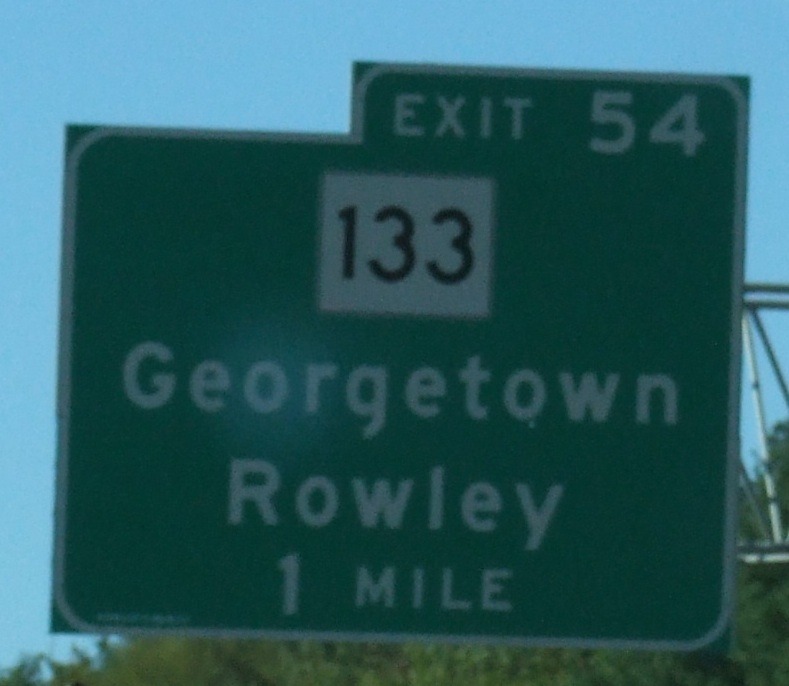 EXIT 54
133
Georgetown
Rowley
1 MILE